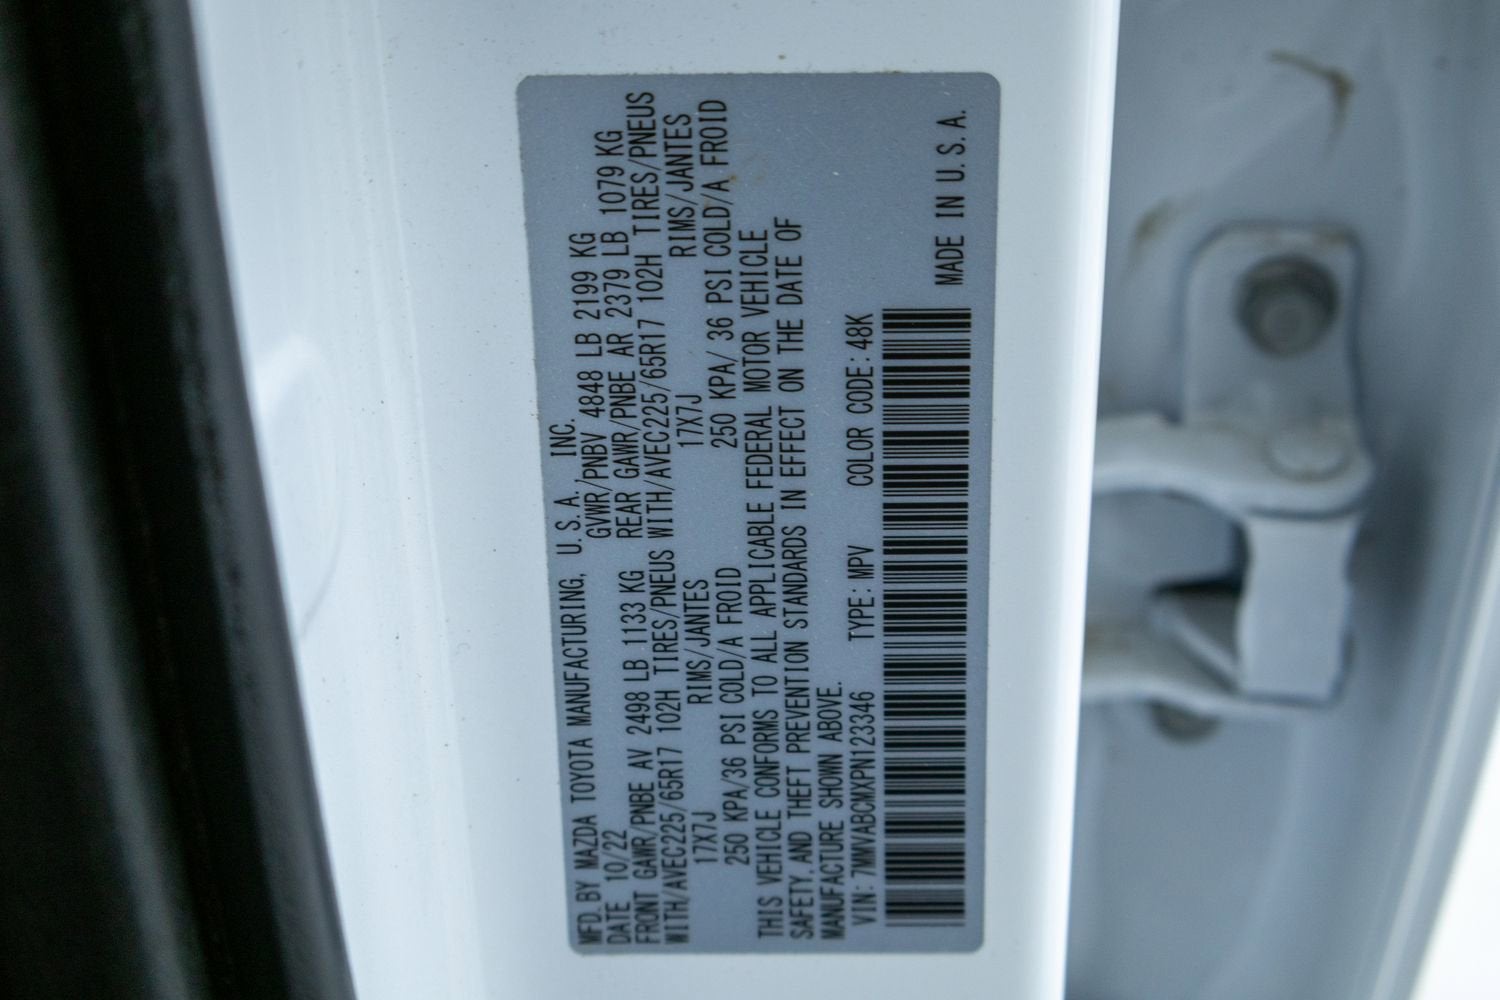 MFD. BY MAZDA TOYOTA MANUFACTURING, U. S. A. INC.
DATE 10/22 GVWR/PNBV 4848 LB 2199 KG
FRONT GAWR/PNBE AV 2498 LB 1133 KG REAR GAWR/PNBE AR 2379 LB 1079 KG
WITH/AVEC225/65R17 102H TIRES/PNEUS WITH/AVEC225/65R17 102H TIRES/PNEUS
17X7J RIMS/JANTES 17X7J RIMS/JANTES
250 KPA/36 PSI COLD/A FROID 250 KPA/ 36 PSI COLD/A FROID
THIS VEHICLE CONFORMS TO ALL APPLICABLE FEDERAL MOTOR VEHICLE
SAFETY, AND THEFT PREVENTION STANDARDS IN EFFECT ON THE DATE OF
MANUFACTURE SHOWN ABOVE.
VIN: 7MMVABCMXPN123346 TYPE: MPV COLOR CODE: 48K
MADE IN U. S. A.